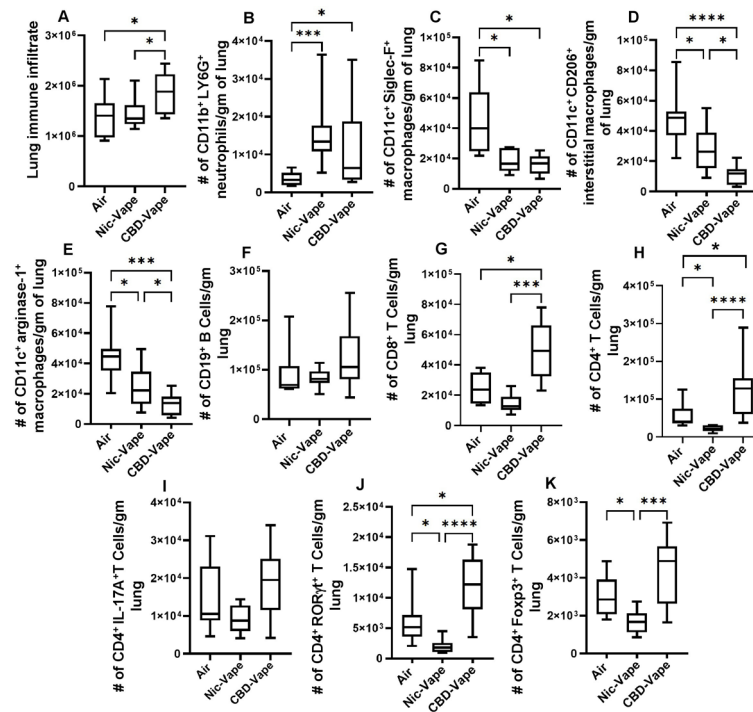 A
Lung immune infiltrate
3×10⁶
2×10⁶
1×10⁶
0
*
*
Air
Nic-Vape
CBD-Vape
B
# of CD11b⁺ LY6G⁺
neutrophils/gm of lung
4×10⁴
3×10⁴
2×10⁴
1×10⁴
0
*
***
Air
Nic-Vape
CBD-Vape
C
# of CD11c⁺ Siglec-F⁺
macrophages/gm of lung
1×10⁵
8×10⁴
6×10⁴
4×10⁴
2×10⁴
0
*
*
Air
Nic-Vape
CBD-Vape
D
# of CD11c⁺ CD206⁺
interstitial macrophages/gm
of lung
1×10⁵
8×10⁴
6×10⁴
4×10⁴
2×10⁴
0
****
*
*
Air
Nic-Vape
CBD-Vape
E
# of CD11c⁺ arginase-1⁺
macrophages/gm of lung
1×10⁵
8×10⁴
6×10⁴
4×10⁴
2×10⁴
0
***
*
*
Air
Nic-Vape
CBD-Vape
F
# of CD19⁺ B Cells/gm
lung
3×10⁵
2×10⁵
1×10⁵
0
Air
Nic-Vape
CBD-Vape
G
# of CD8⁺ T Cells/gm
lung
1×10⁵
8×10⁴
6×10⁴
4×10⁴
2×10⁴
0
*
***
Air
Nic-Vape
CBD-Vape
H
# of CD4⁺ T Cells/gm
lung
4×10⁵
3×10⁵
2×10⁵
1×10⁵
0
*
*
****
Air
Nic-Vape
CBD-Vape
I
# of CD4⁺IL-17A⁺T Cells/gm
lung
4×10⁴
3×10⁴
2×10⁴
1×10⁴
0
Air
Nic-Vape
CBD-Vape
J
# of CD4⁺ RORγt⁺ T Cells/gm
lung
2.5×10⁴
2×10⁴
1.5×10⁴
1×10⁴
5×10³
0
*
*
****
Air
Nic-Vape
CBD-Vape
K
# of CD4⁺ Foxp3⁺ T Cells/gm
lung
8×10³
6×10³
4×10³
2×10³
0
*
***
Air
Nic-Vape
CBD-Vape